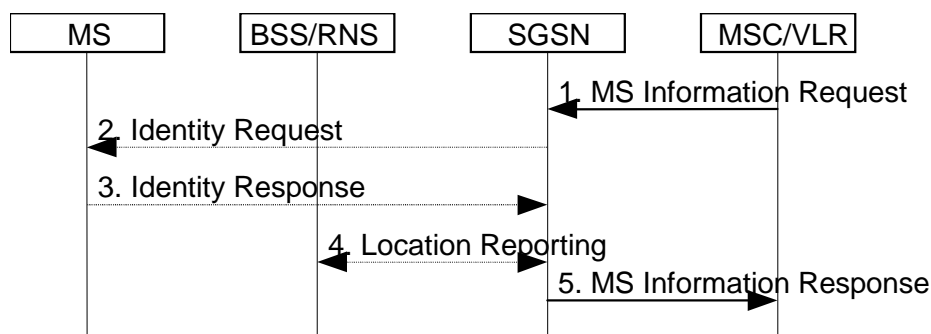 MS BSS/RNS SGSN MSC/VLR
1. MS Information Request
2. Identity Request
3. Identity Response
4. Location Reporting
5. MS Information Response